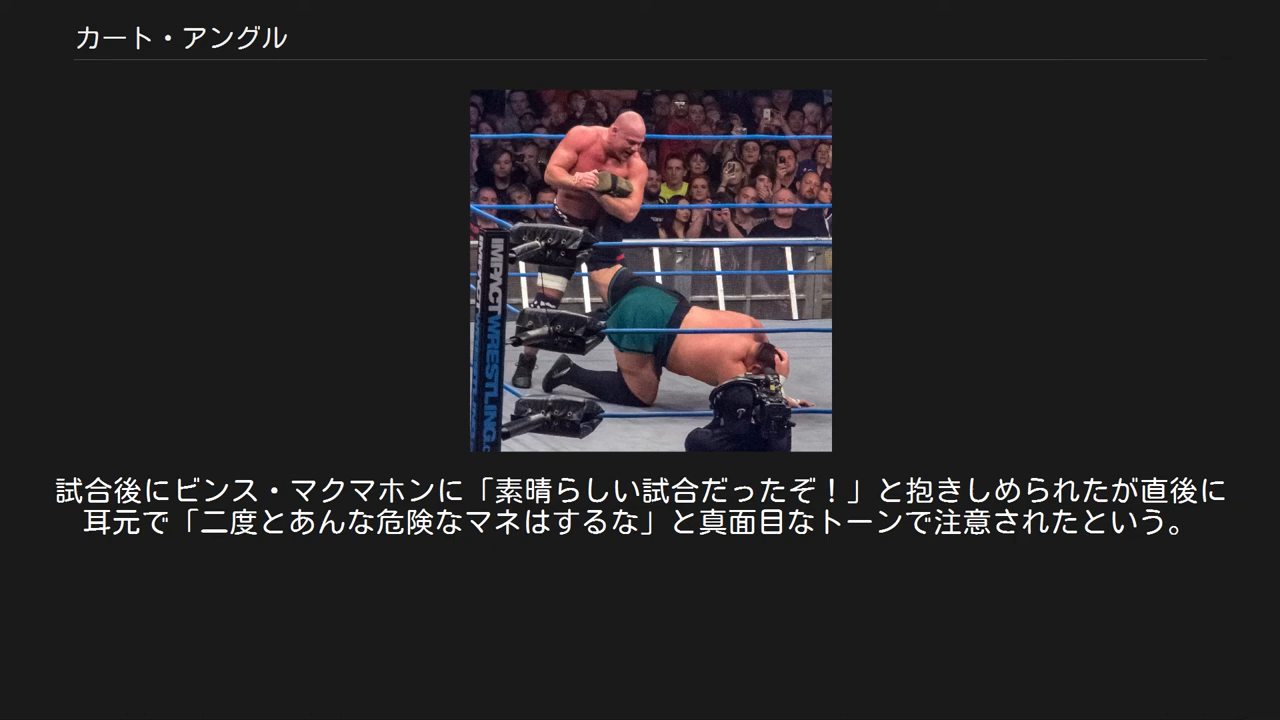 カート・アングル
IMPACT WRESTLING.
試合後にビンス・マクマホンに「素晴らしい試合だったぞ！」と抱きしめられたが直後に
耳元で「二度とあんな危険なマネはするな」と真面目なトーンで注意されたという。